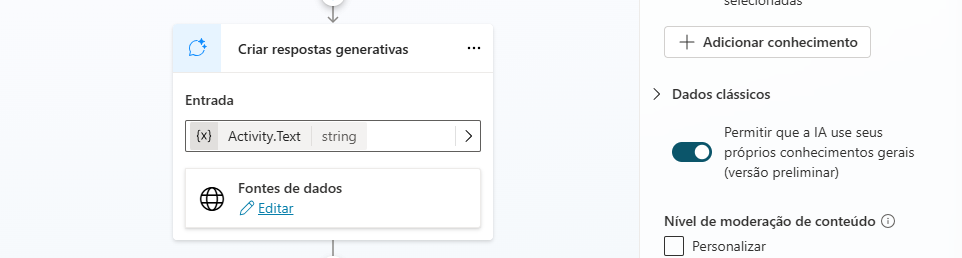 selecionadas
Criar respostas generativas
...
Adicionar conhecimento
Entrada
Dados clássicos
{x} Activity.Text string
Permitir que a IA use seus
próprios conhecimentos gerais
(versão preliminar)
Fontes de dados
Editar
Nível de moderação de conteúdo
Personalizar